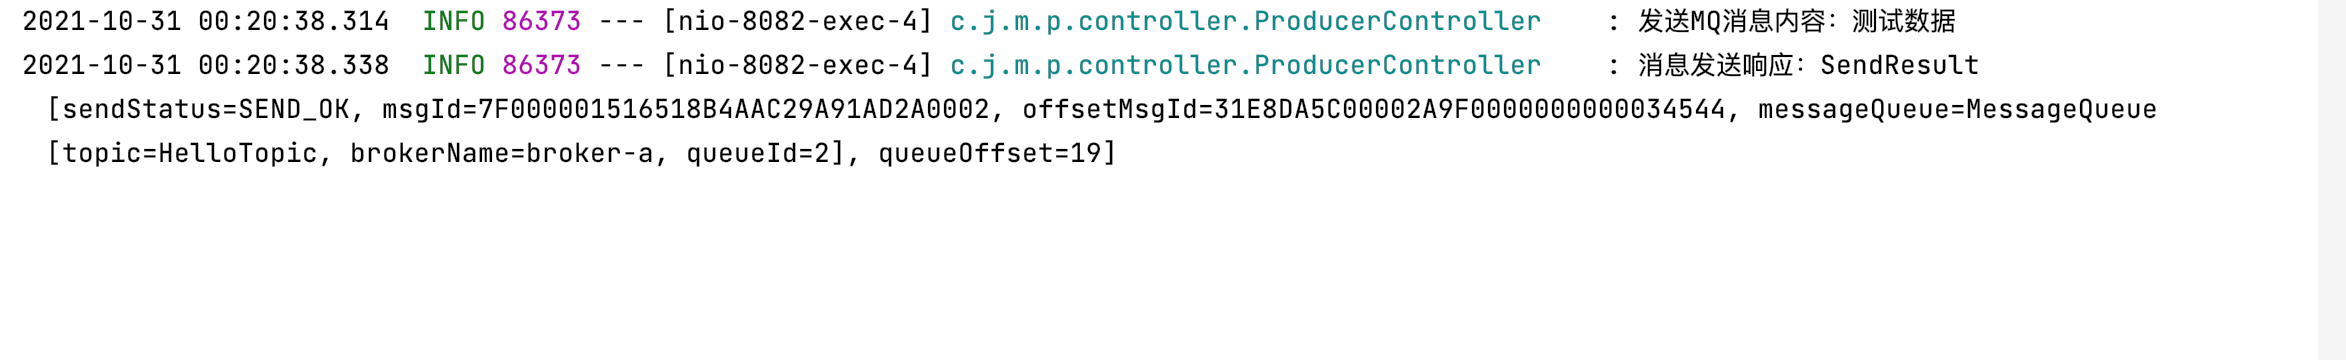 2021-10-31 00:20:38.314  INFO 86373 --- [nio-8082-exec-4] c.j.m.p.controller.ProducerController    : 发送MQ消息内容：测试数据
2021-10-31 00:20:38.338  INFO 86373 --- [nio-8082-exec-4] c.j.m.p.controller.ProducerController    : 消息发送响应：SendResult
[sendStatus=SEND_OK, msgId=7F000001516518B4AAC29A91AD2A0002, offsetMsgId=31E8DA5C00002A9F0000000000034544, messageQueue=MessageQueue
[topic=HelloTopic, brokerName=broker-a, queueId=2], queueOffset=19]